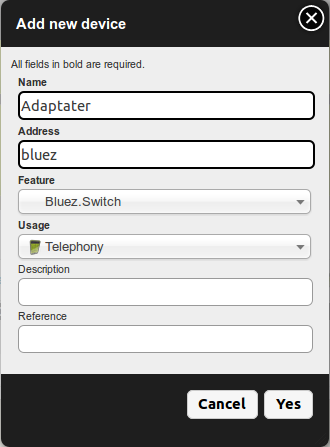 Add new device
All fields in bold are required.
Name
Adaptater
Address
bluez
Feature
Bluez.Switch
Usage
Telephony
Description
Reference
Cancel Yes